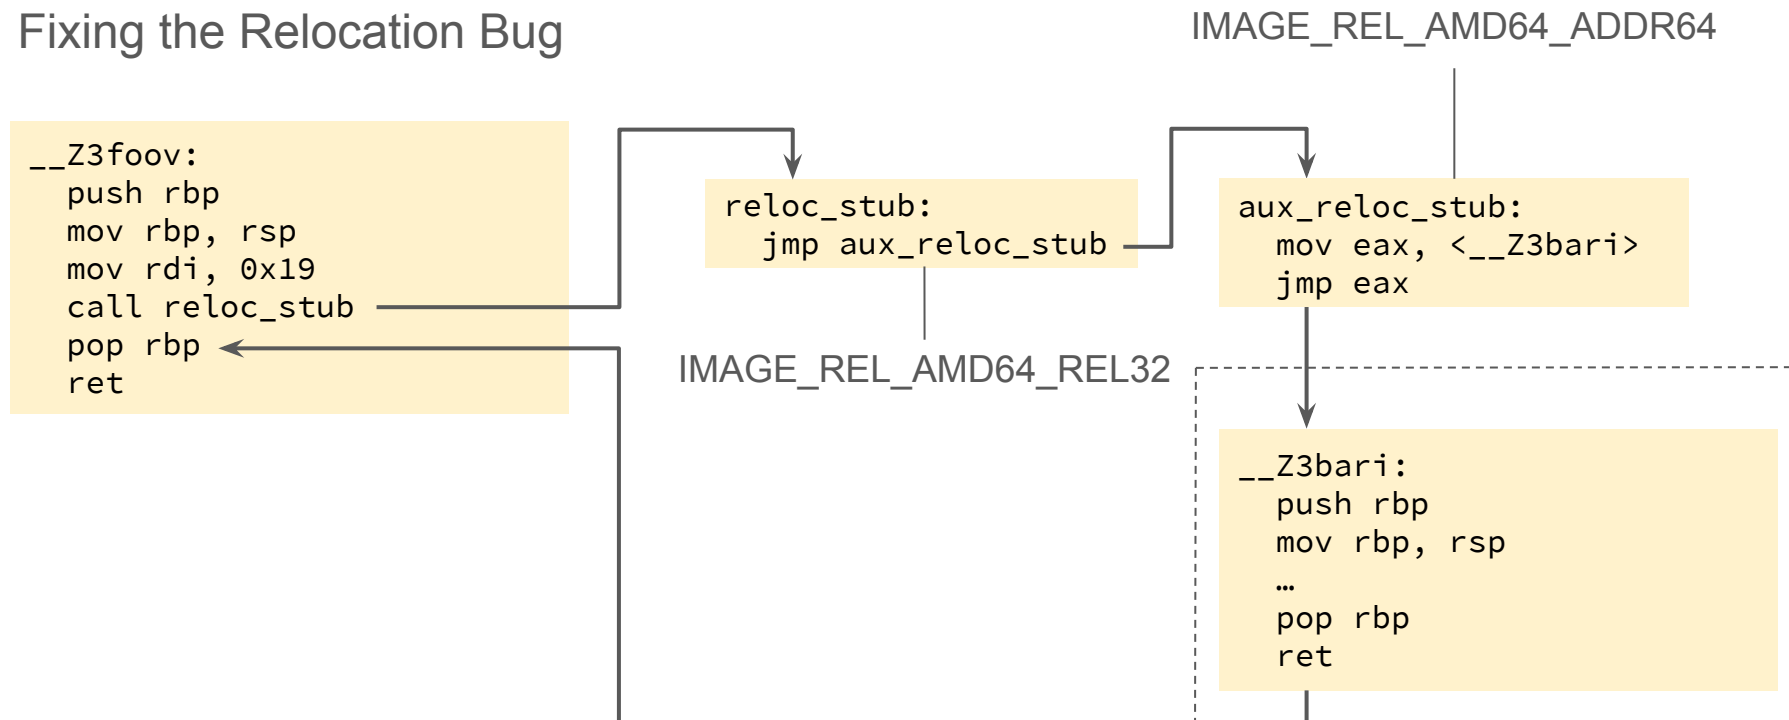 Fixing the Relocation Bug
IMAGE_REL_AMD64_ADDR64
__Z3foov:
push rbp
mov rbp, rsp
mov rdi, 0x19
call reloc_stub
pop rbp
ret
reloc_stub:
jmp aux_reloc_stub
IMAGE_REL_AMD64_REL32
aux_reloc_stub:
mov eax, <__Z3bari>
jmp eax
__Z3bari:
push rbp
mov rbp, rsp
…
pop rbp
ret